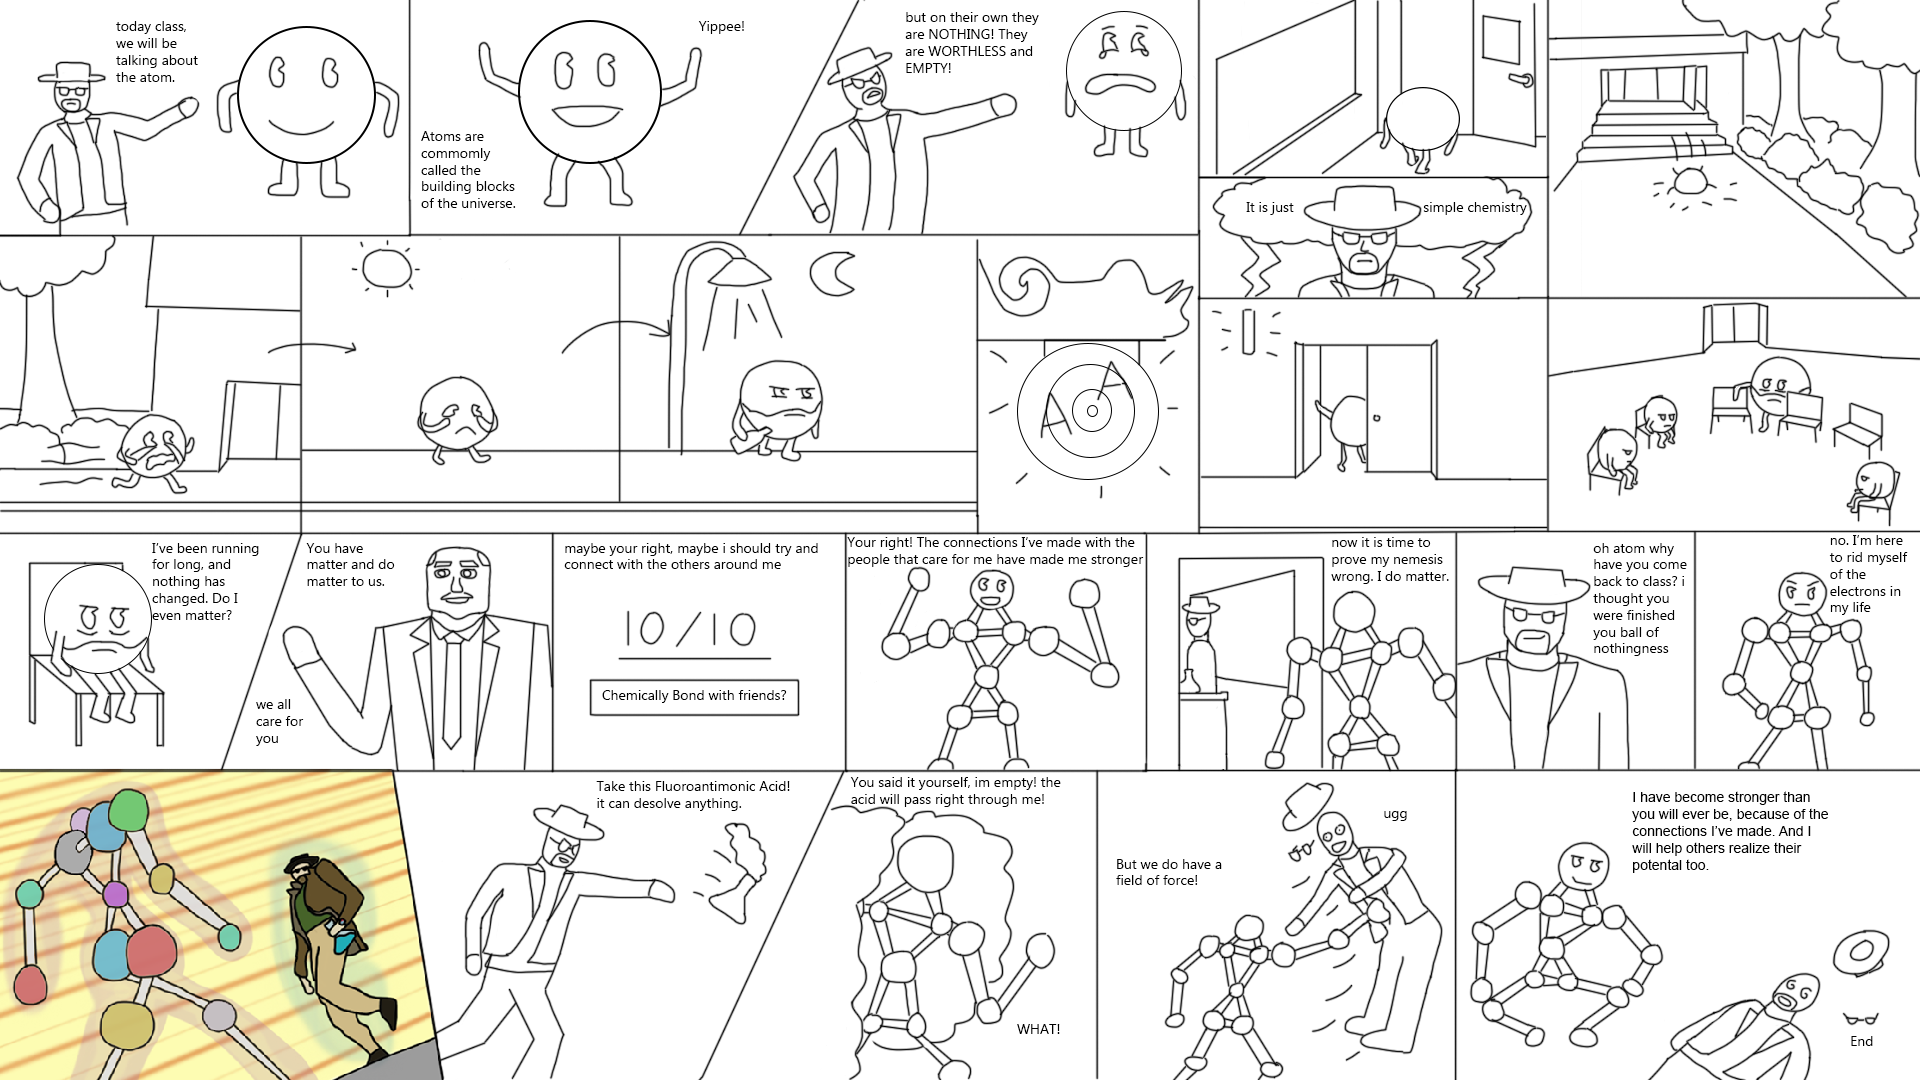 today class,
we will be
talking about
the atom.
Yippee!
Atoms are
commomly
called the
building blocks
of the universe.
but on their own they
are NOTHING! They
are WORTHLESS and
EMPTY!
It is just
simple chemistry
AA
I've been running
for long, and
nothing has
changed. Do I
even matter?
You have
matter and do
matter to us.
we all
care for
you
maybe your right, maybe i should try and
connect with the others around me
10/10
Chemically Bond with friends?
Your right! The connections I've made with the
people that care for me have made me stronger
now it is time to
prove my nemesis
wrong. I do matter.
oh atom why
have you come
back to class? i
thought you
were finished
you ball of
nothingness
no. I'm here
to rid myself
of the
electrons in
my life
Take this Fluoroantimonic Acid!
it can desolve anything.
You said it yourself, im empty! the
acid will pass right through me!
WHAT!
But we do have a
field of force!
ugg
I have become stronger than
you will ever be, because of the
connections I've made. And I
will help others realize their
potental too.
End